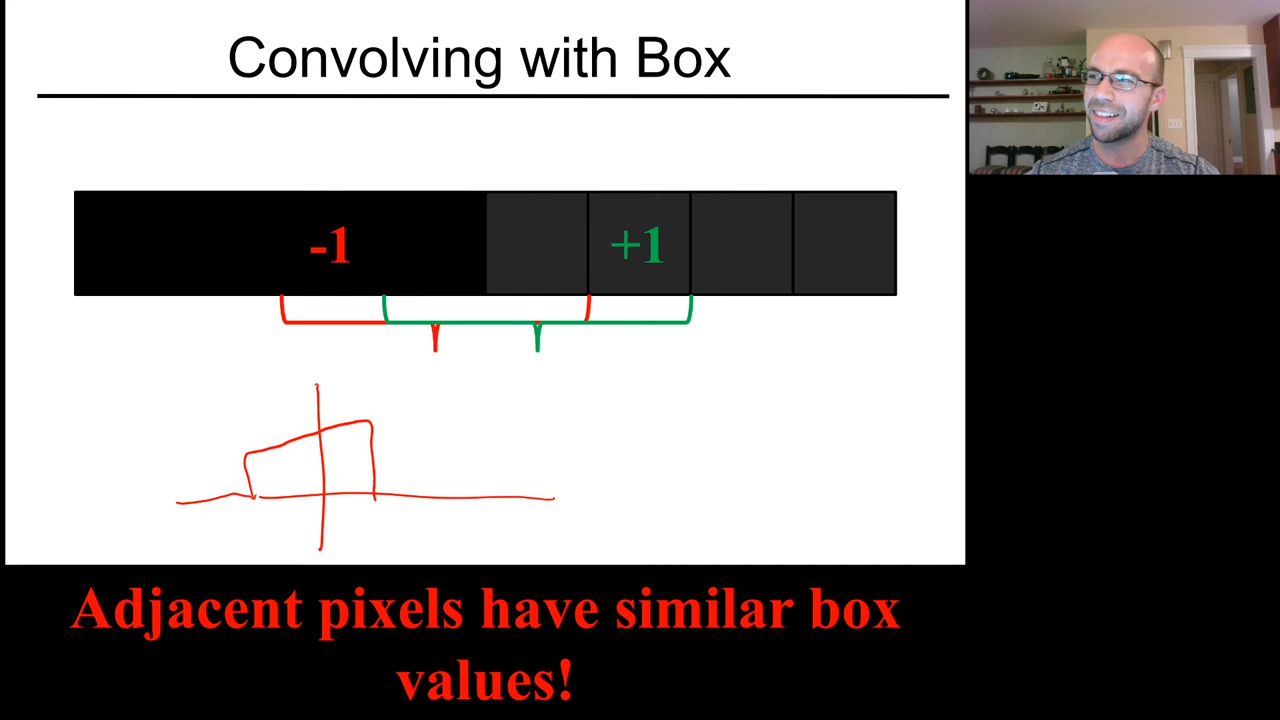 Convolving with Box
-1
+1
Adjacent pixels have similar box
values!